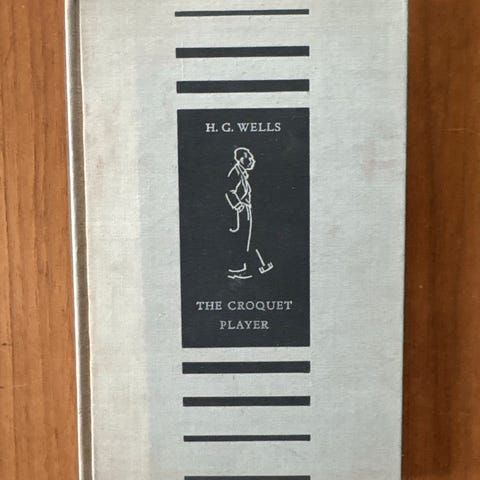 H. G. WELLS
THE CROQUET
PLAYER